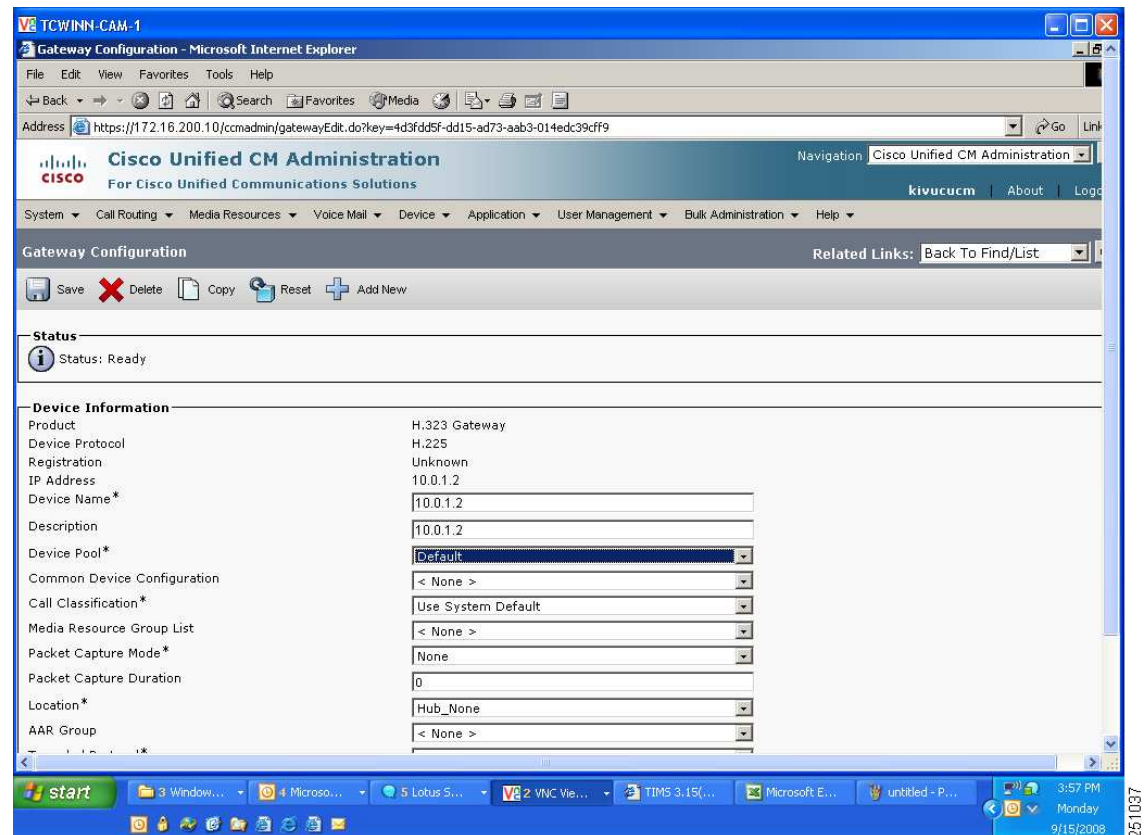 TCWINN-CAM-1
Gateway Configuration - Microsoft Internet Explorer
File Edit View Favorites Tools Help
Back Search Favorites Media
Address https://172.16.200.10/ccmadmin/gatewayEdit.do?key=4d3fdd5f-dd15-ad73-aab3-014edc39cff9 Go Link
cisco Cisco Unified CM Administration Navigation Cisco Unified CM Administration
For Cisco Unified Communications Solutions
kivucucm | About | Logo
System Call Routing Media Resources Voice Mail Device Application User Management Bulk Administration Help
Gateway Configuration Related Links: Back To Find/List
Save Delete Copy Reset Add New
Status
Status: Ready
Device Information
Product H.323 Gateway
Device Protocol H.225
Registration Unknown
IP Address 10.0.1.2
Device Name* 10.0.1.2
Description 10.0.1.2
Device Pool* Default
Common Device Configuration < None >
Call Classification* Use System Default
Media Resource Group List < None >
Packet Capture Mode* None
Packet Capture Duration 0
Location* Hub_None
AAR Group < None >
start 3 Window... 4 Microso... 5 Lotus S... 2 VNC Vie... TIMS 3.15(... Microsoft E... untitled - P... 3:57 PM
Monday
9/15/2008